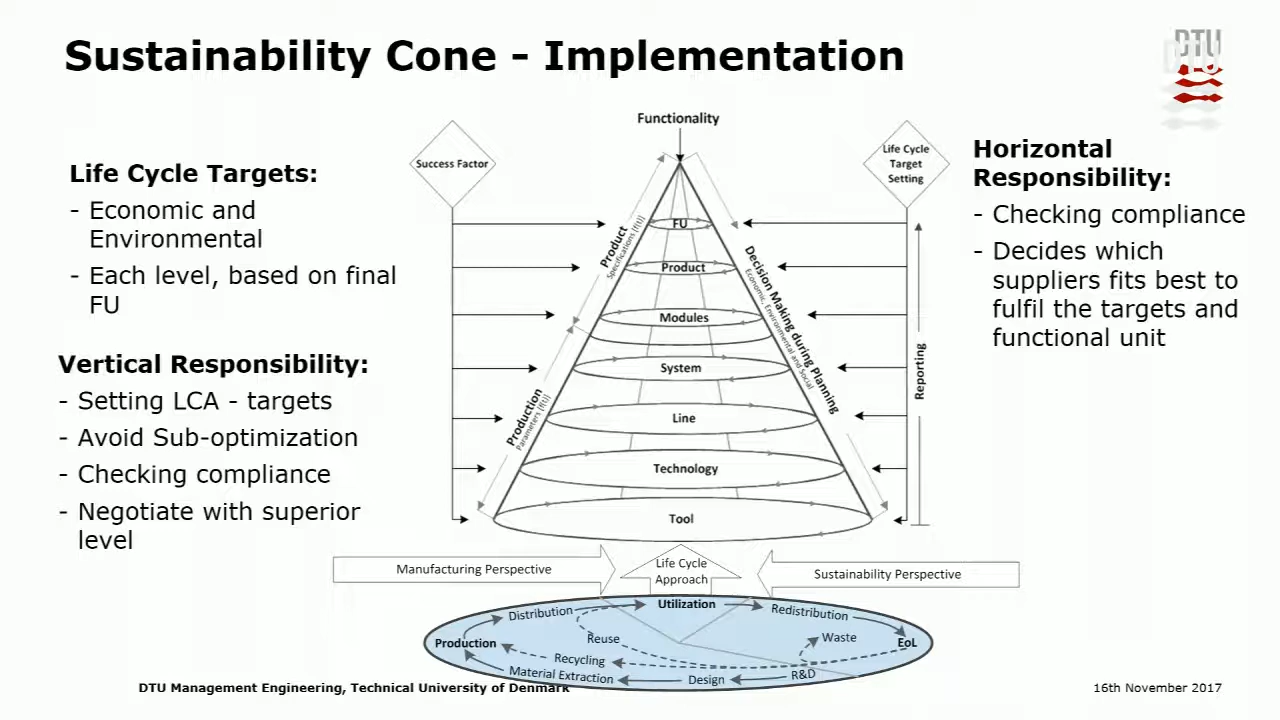 Sustainability Cone - Implementation
DTU
Life Cycle Targets:
- Economic and
Environmental
- Each level, based on final
FU
Vertical Responsibility:
- Setting LCA - targets
- Avoid Sub-optimization
- Checking compliance
- Negotiate with superior
level
Functionality
Success Factor
Life Cycle
Target
Setting
Product
Specifications [f(t)]
Production
Parameters [f(t)]
FU
Product
Modules
System
Line
Technology
Tool
Decision Making during Planning
Economic, Environmental and Social
Reporting
Horizontal
Responsibility:
- Checking compliance
- Decides which
suppliers fits best to
fulfil the targets and
functional unit
Manufacturing Perspective
Life Cycle
Approach
Sustainability Perspective
Distribution
Utilization
Redistribution
Production
Reuse
Waste
EoL
Recycling
Material Extraction
Design
R&D
DTU Management Engineering, Technical University of Denmark
16th November 2017